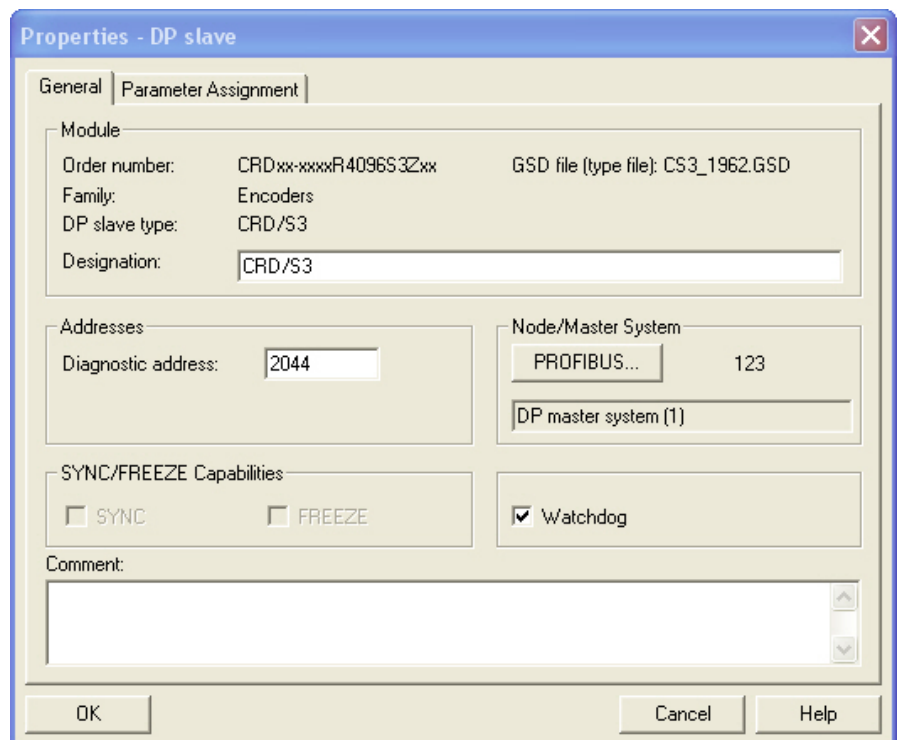 Properties - DP slave
General Parameter Assignment
Module
Order number: CRDxx-xxxxR4096S3Zxx GSD file (type file): CS3_1962.GSD
Family: Encoders
DP slave type: CRD/S3
Designation: CRD/S3
Addresses
Diagnostic address: 2044
Node/Master System
PROFIBUS... 123
DP master system (1)
SYNC/FREEZE Capabilities
SYNC FREEZE
Watchdog
Comment:
OK Cancel Help